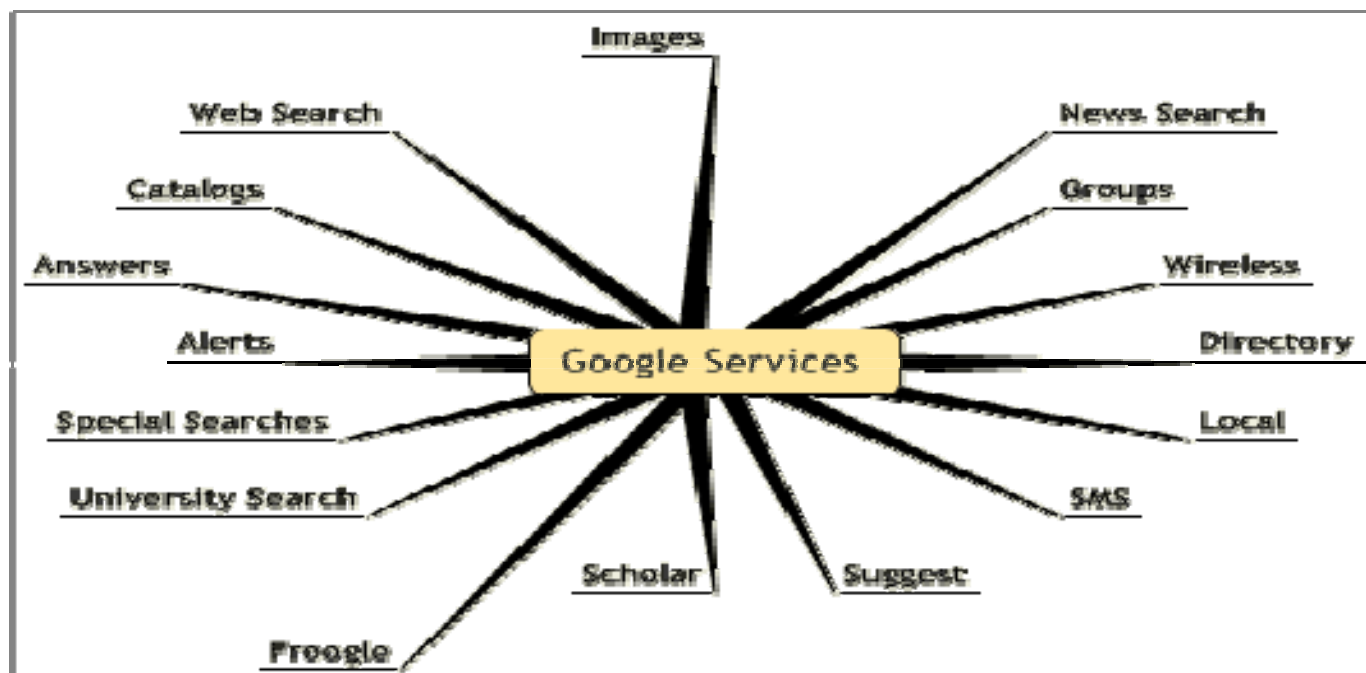 Images
Web Search
News Search
Catalogs
Groups
Answers
Wireless
Alerts
Google Services
Directory
Special Searches
Local
University Search
SMS
Scholar
Suggest
Froogle